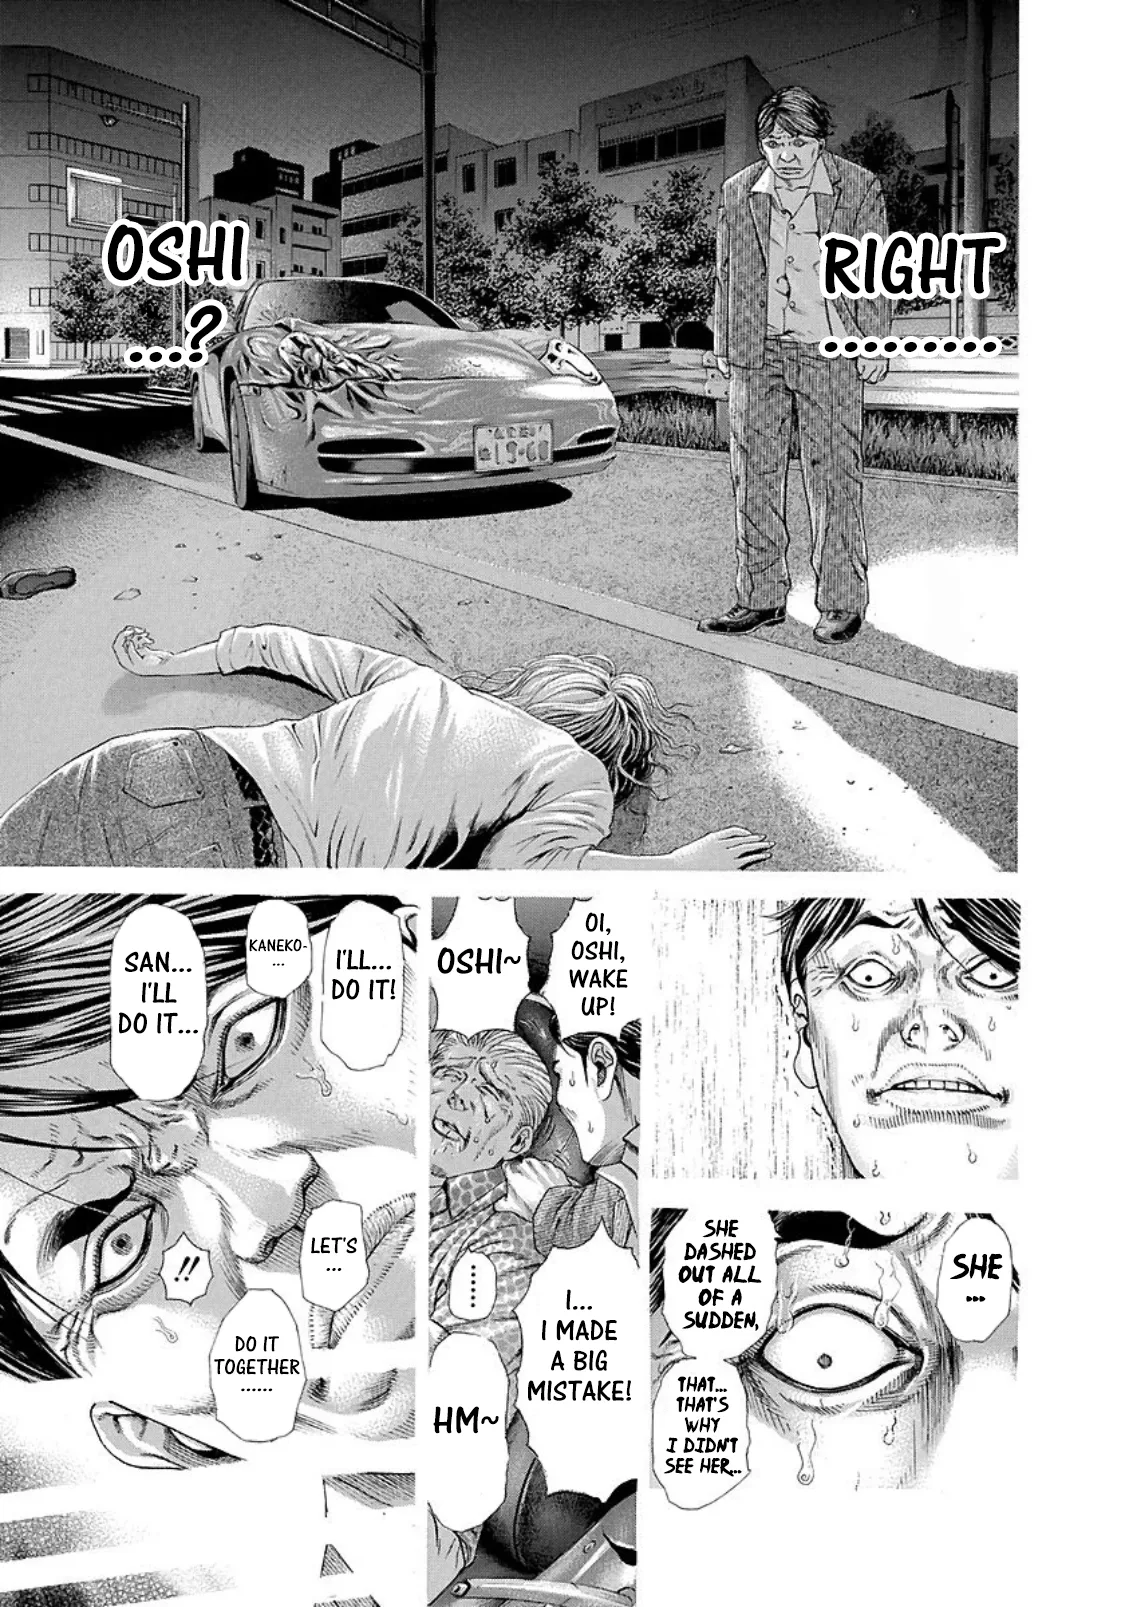 RIGHT
.........
OSHI
....?
SHE
...
SHE
DASHED
OUT ALL
OF A
SUDDEN,
THAT...
THAT'S
WHY
I DIDN'T
SEE HER...
OI,
OSHI,
WAKE
UP!
OSHI~
I...
I MADE
A BIG
MISTAKE!
......
HM~
I'LL...
DO IT!
KANEKO-
...
SAN...
I'LL
DO IT...
LET'S
...
!!
DO IT
TOGETHER
......